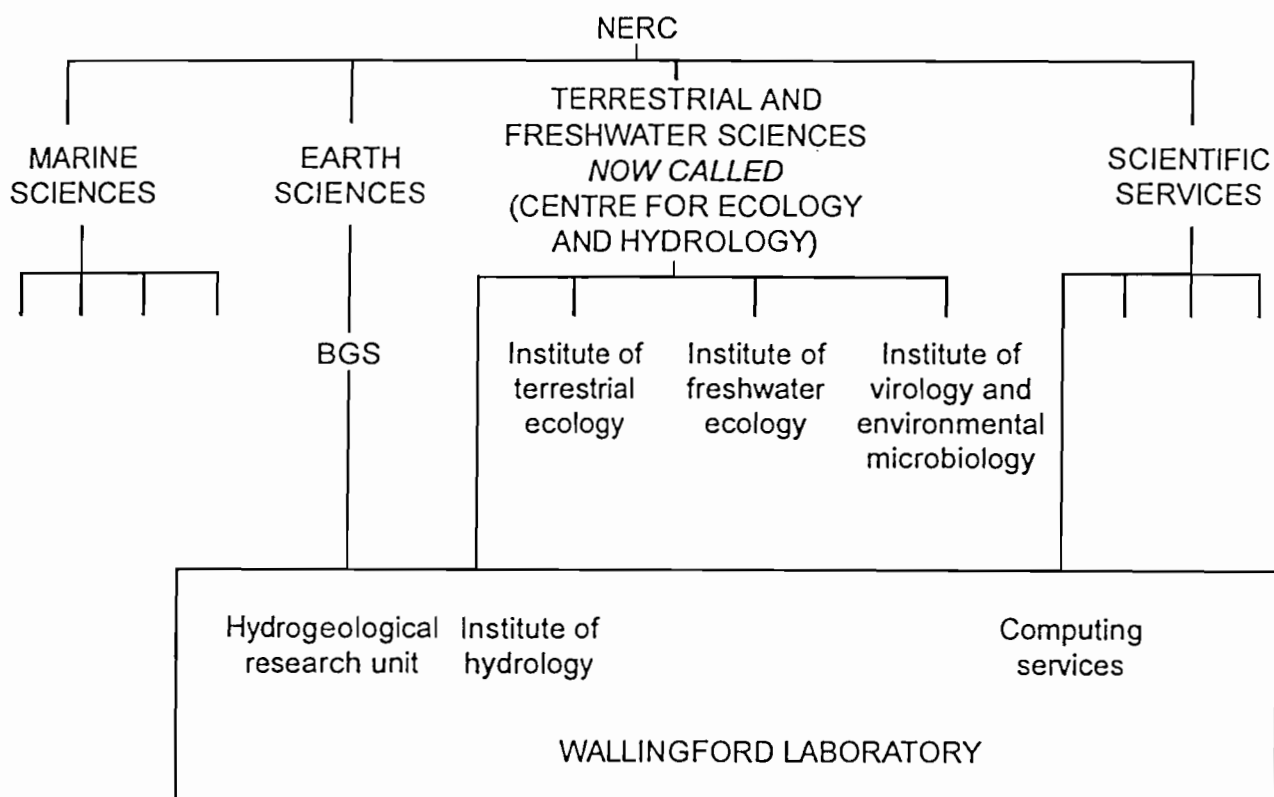 NERC
MARINE
SCIENCES
EARTH
SCIENCES
TERRESTRIAL AND
FRESHWATER SCIENCES
NOW CALLED
(CENTRE FOR ECOLOGY
AND HYDROLOGY)
SCIENTIFIC
SERVICES
BGS
Institute of
terrestrial
ecology
Institute of
freshwater
ecology
Institute of
virology and
environmental
microbiology
Hydrogeological
research unit
Institute of
hydrology
Computing
services
WALLINGFORD LABORATORY